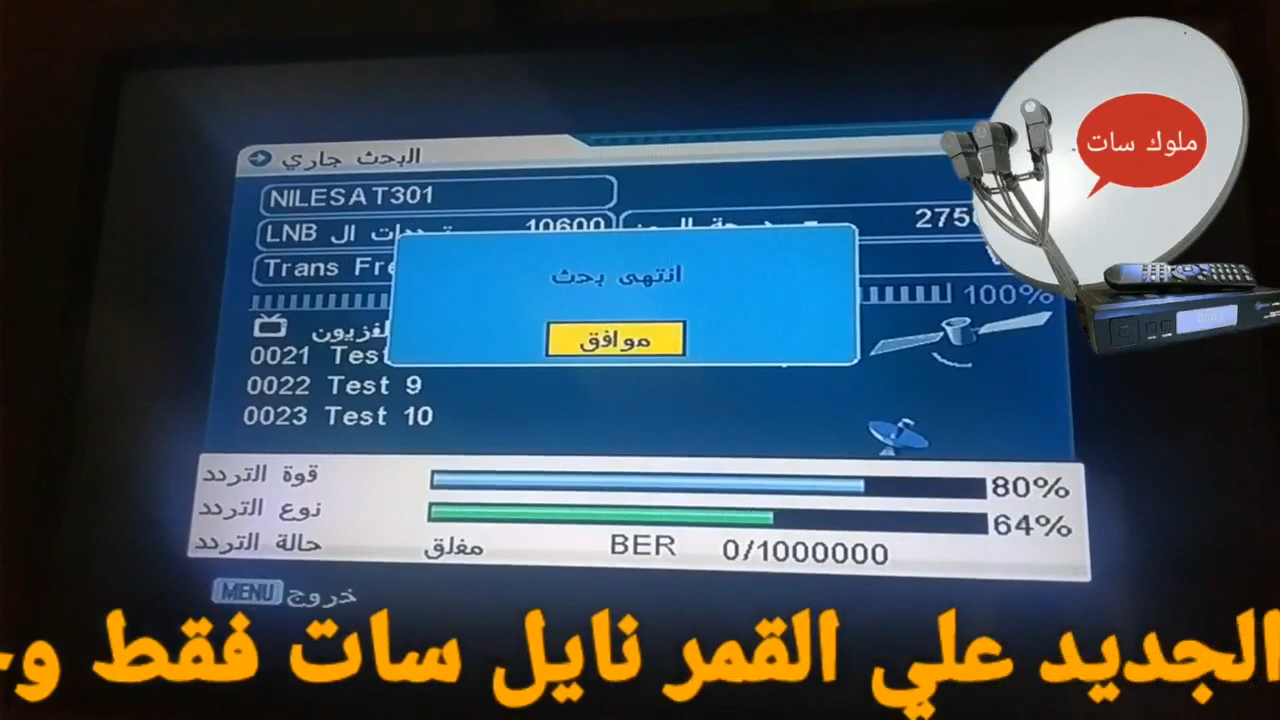 ملوك سات
البحث جاري
NILESAT301
LNB ترددات ال 10600
Trans
100%
0021 Test
0022 Test 9
0023 Test 10
انتهى بحث
موافق
قوة التردد 80%
نوع التردد 64%
حالة التردد مغلق BER 0/1000000
MENU خروج
الجديد علي القمر نايل سات فقط